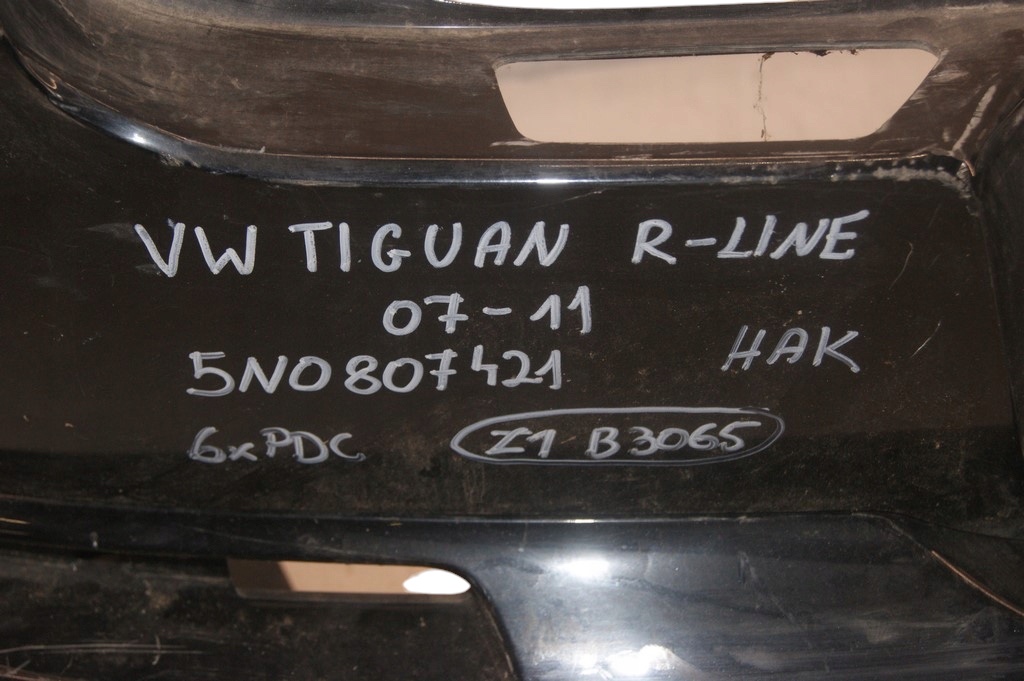 VW TIGUAN R-LINE
07-11
5N0807421 HAK
6xPDC Z1 B3065